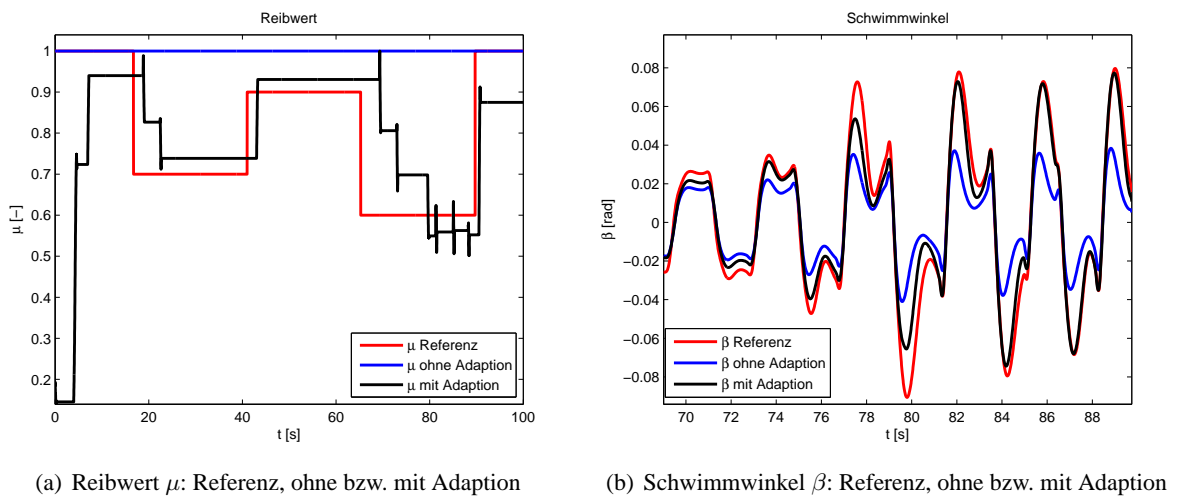 Reibwert
1
0.9
0.8
0.7
0.6
0.5
0.4
0.3
0.2
μ [−]
0 20 40 60 80 100
t [s]
μ Referenz
μ ohne Adaption
μ mit Adaption
Schwimmwinkel
0.08
0.06
0.04
0.02
0
−0.02
−0.04
−0.06
−0.08
β [rad]
70 72 74 76 78 80 82 84 86 88
t [s]
β Referenz
β ohne Adaption
β mit Adaption
(a) Reibwert μ: Referenz, ohne bzw. mit Adaption
(b) Schwimmwinkel β: Referenz, ohne bzw. mit Adaption